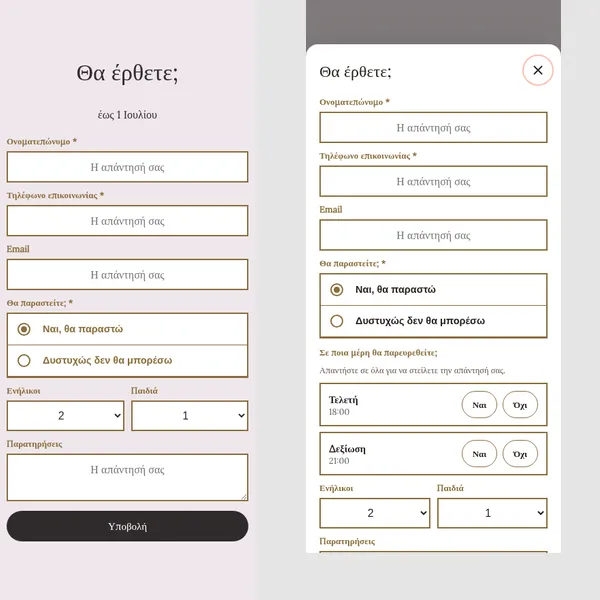 Θα έρθετε;
έως 1 Ιουλίου
Ονοματεπώνυμο *
Η απάντησή σας
Τηλέφωνο επικοινωνίας *
Η απάντησή σας
Email
Η απάντησή σας
Θα παραστείτε; *
Ναι, θα παραστώ
Δυστυχώς δεν θα μπορέσω
Ενήλικοι Παιδιά
2 1
Παρατηρήσεις
Η απάντησή σας
Υποβολή
Θα έρθετε;
Ονοματεπώνυμο *
Η απάντησή σας
Τηλέφωνο επικοινωνίας *
Η απάντησή σας
Email
Η απάντησή σας
Θα παραστείτε; *
Ναι, θα παραστώ
Δυστυχώς δεν θα μπορέσω
Σε ποια μέρη θα παρευρεθείτε;
Απαντήστε σε όλα για να στείλετε την απάντησή σας.
Τελετή
18:00
Ναι Όχι
Δεξίωση
21:00
Ναι Όχι
Ενήλικοι Παιδιά
2 1
Παρατηρήσεις